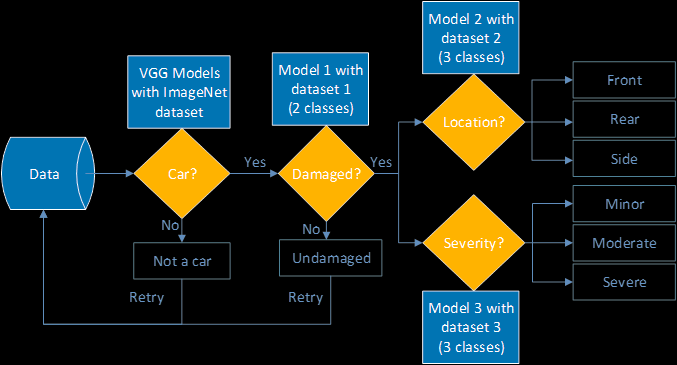 Model 2 with
dataset 2
(3 classes)
VGG Models
with ImageNet
dataset
Model 1 with
dataset 1
(2 classes)
Front
Location?
Rear
Side
Data
Car?
Yes
Damaged?
Yes
No
No
Not a car
Undamaged
Retry
Retry
Minor
Severity?
Moderate
Severe
Model 3 with
dataset 3
(3 classes)